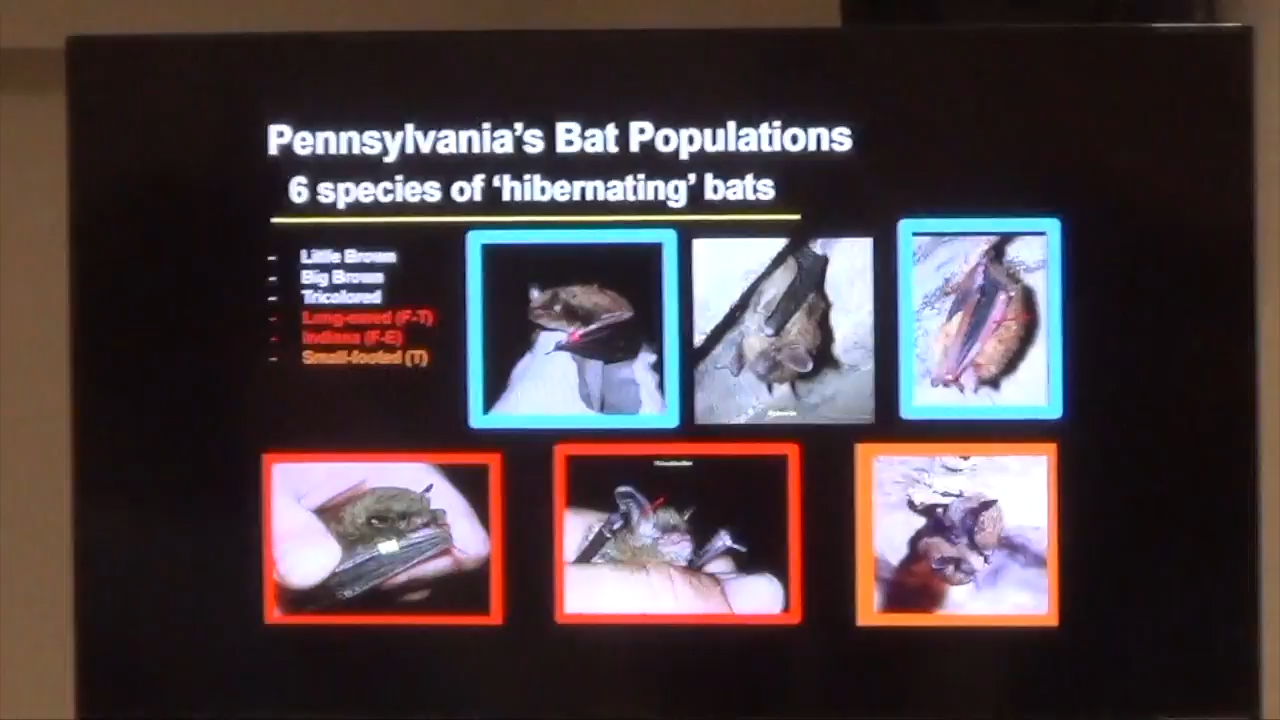 Pennsylvania's Bat Populations
6 species of ‘hibernating’ bats
- Little Brown
- Big Brown
- Tricolored
- Long-eared (F-T)
- Indiana (F-E)
- Small-footed (T)